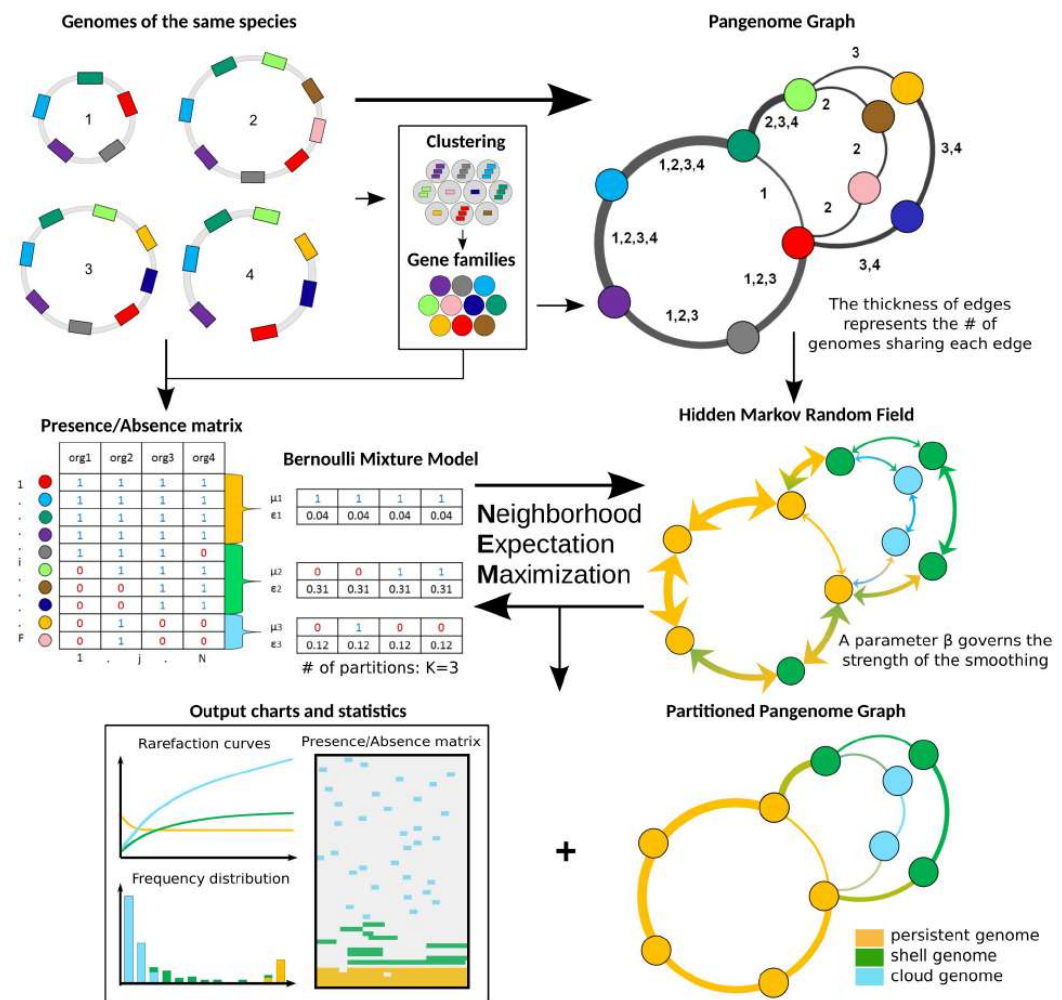 Genomes of the same species
Pangenome Graph
1
2
3
4
Clustering
Gene families
3
2
2,3,4
2
3,4
1,2,3,4
1
2
1,2,3,4
1,2,3
3,4
1,2,3
The thickness of edges
represents the # of
genomes sharing each edge
Presence/Absence matrix
org1 org2 org3 org4
1 1 1 1 1
. 1 1 1 1
. 1 1 1 1
. 1 1 1 1
i 1 1 1 0
. 0 1 1 1
. 0 0 1 1
. 0 0 1 1
. 0 1 0 0
F 0 1 0 0
1 . j . N
Bernoulli Mixture Model
μ1 1 1 1 1
ε1 0.04 0.04 0.04 0.04
μ2 0 0 1 1
ε2 0.31 0.31 0.31 0.31
μ3 0 1 0 0
ε3 0.12 0.12 0.12 0.12
# of partitions: K=3
Neighborhood
Expectation
Maximization
Hidden Markov Random Field
A parameter β governs the
strength of the smoothing
Output charts and statistics
Rarefaction curves
Presence/Absence matrix
Frequency distribution
+
Partitioned Pangenome Graph
persistent genome
shell genome
cloud genome